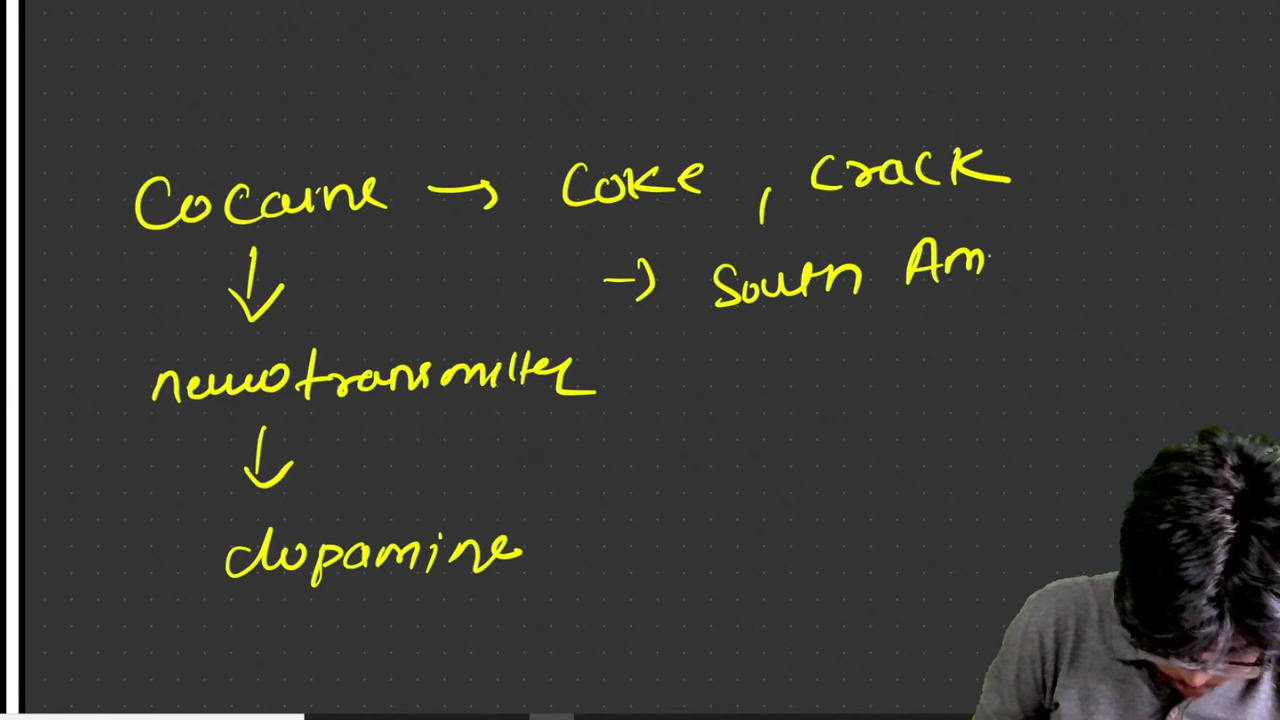 Cocaine → Coke, Crack
→ South Am
↓
neurotransmitter
↓
dopamine